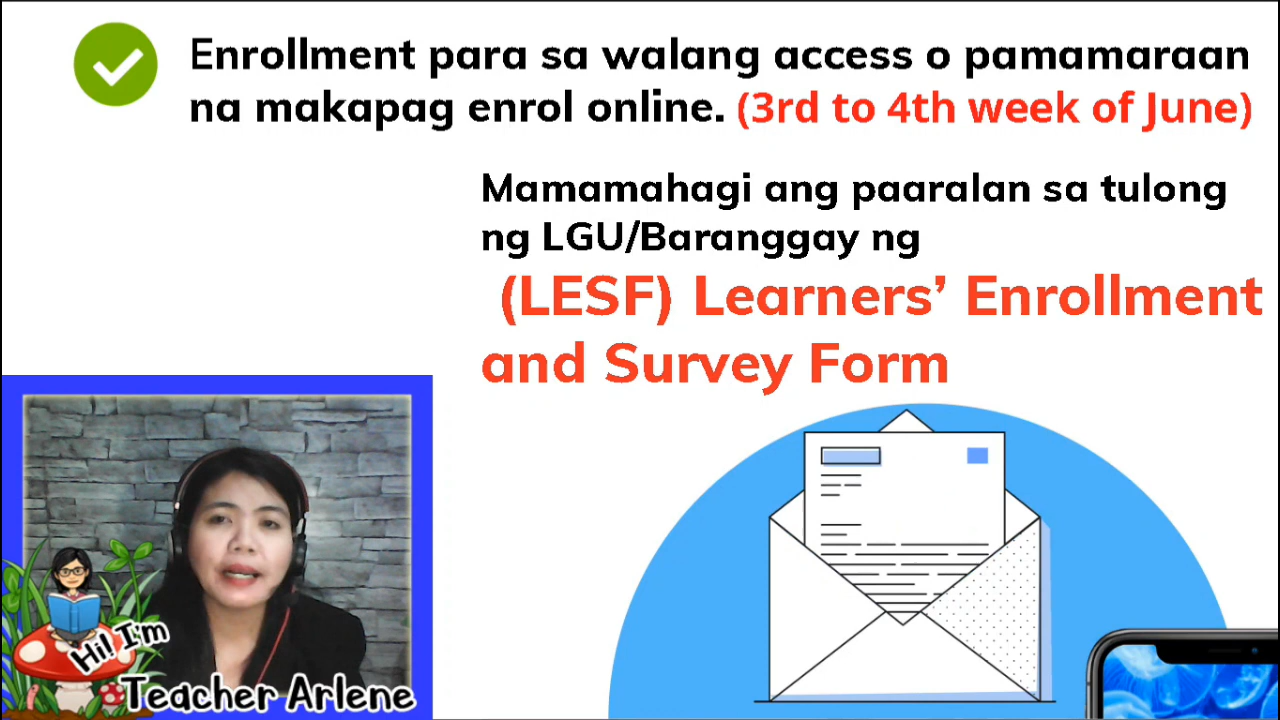 Enrollment para sa walang access o pamamaraan
na makapag enrol online. (3rd to 4th week of June)
Mamamahagi ang paaralan sa tulong
ng LGU/Baranggay ng
(LESF) Learners’ Enrollment
and Survey Form
Hi! I'm
Teacher Arlene